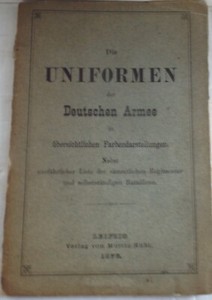 Die
UNIFORMEN
der
Deutschen Armee
in
übersichtlichen Farbendarstellungen.
Nebst
ausführlicher Liste der sämmtlichen Regimenter
und selbstständigen Bataillone.
LEIPZIG
Verlag von Moritz Ruhl.